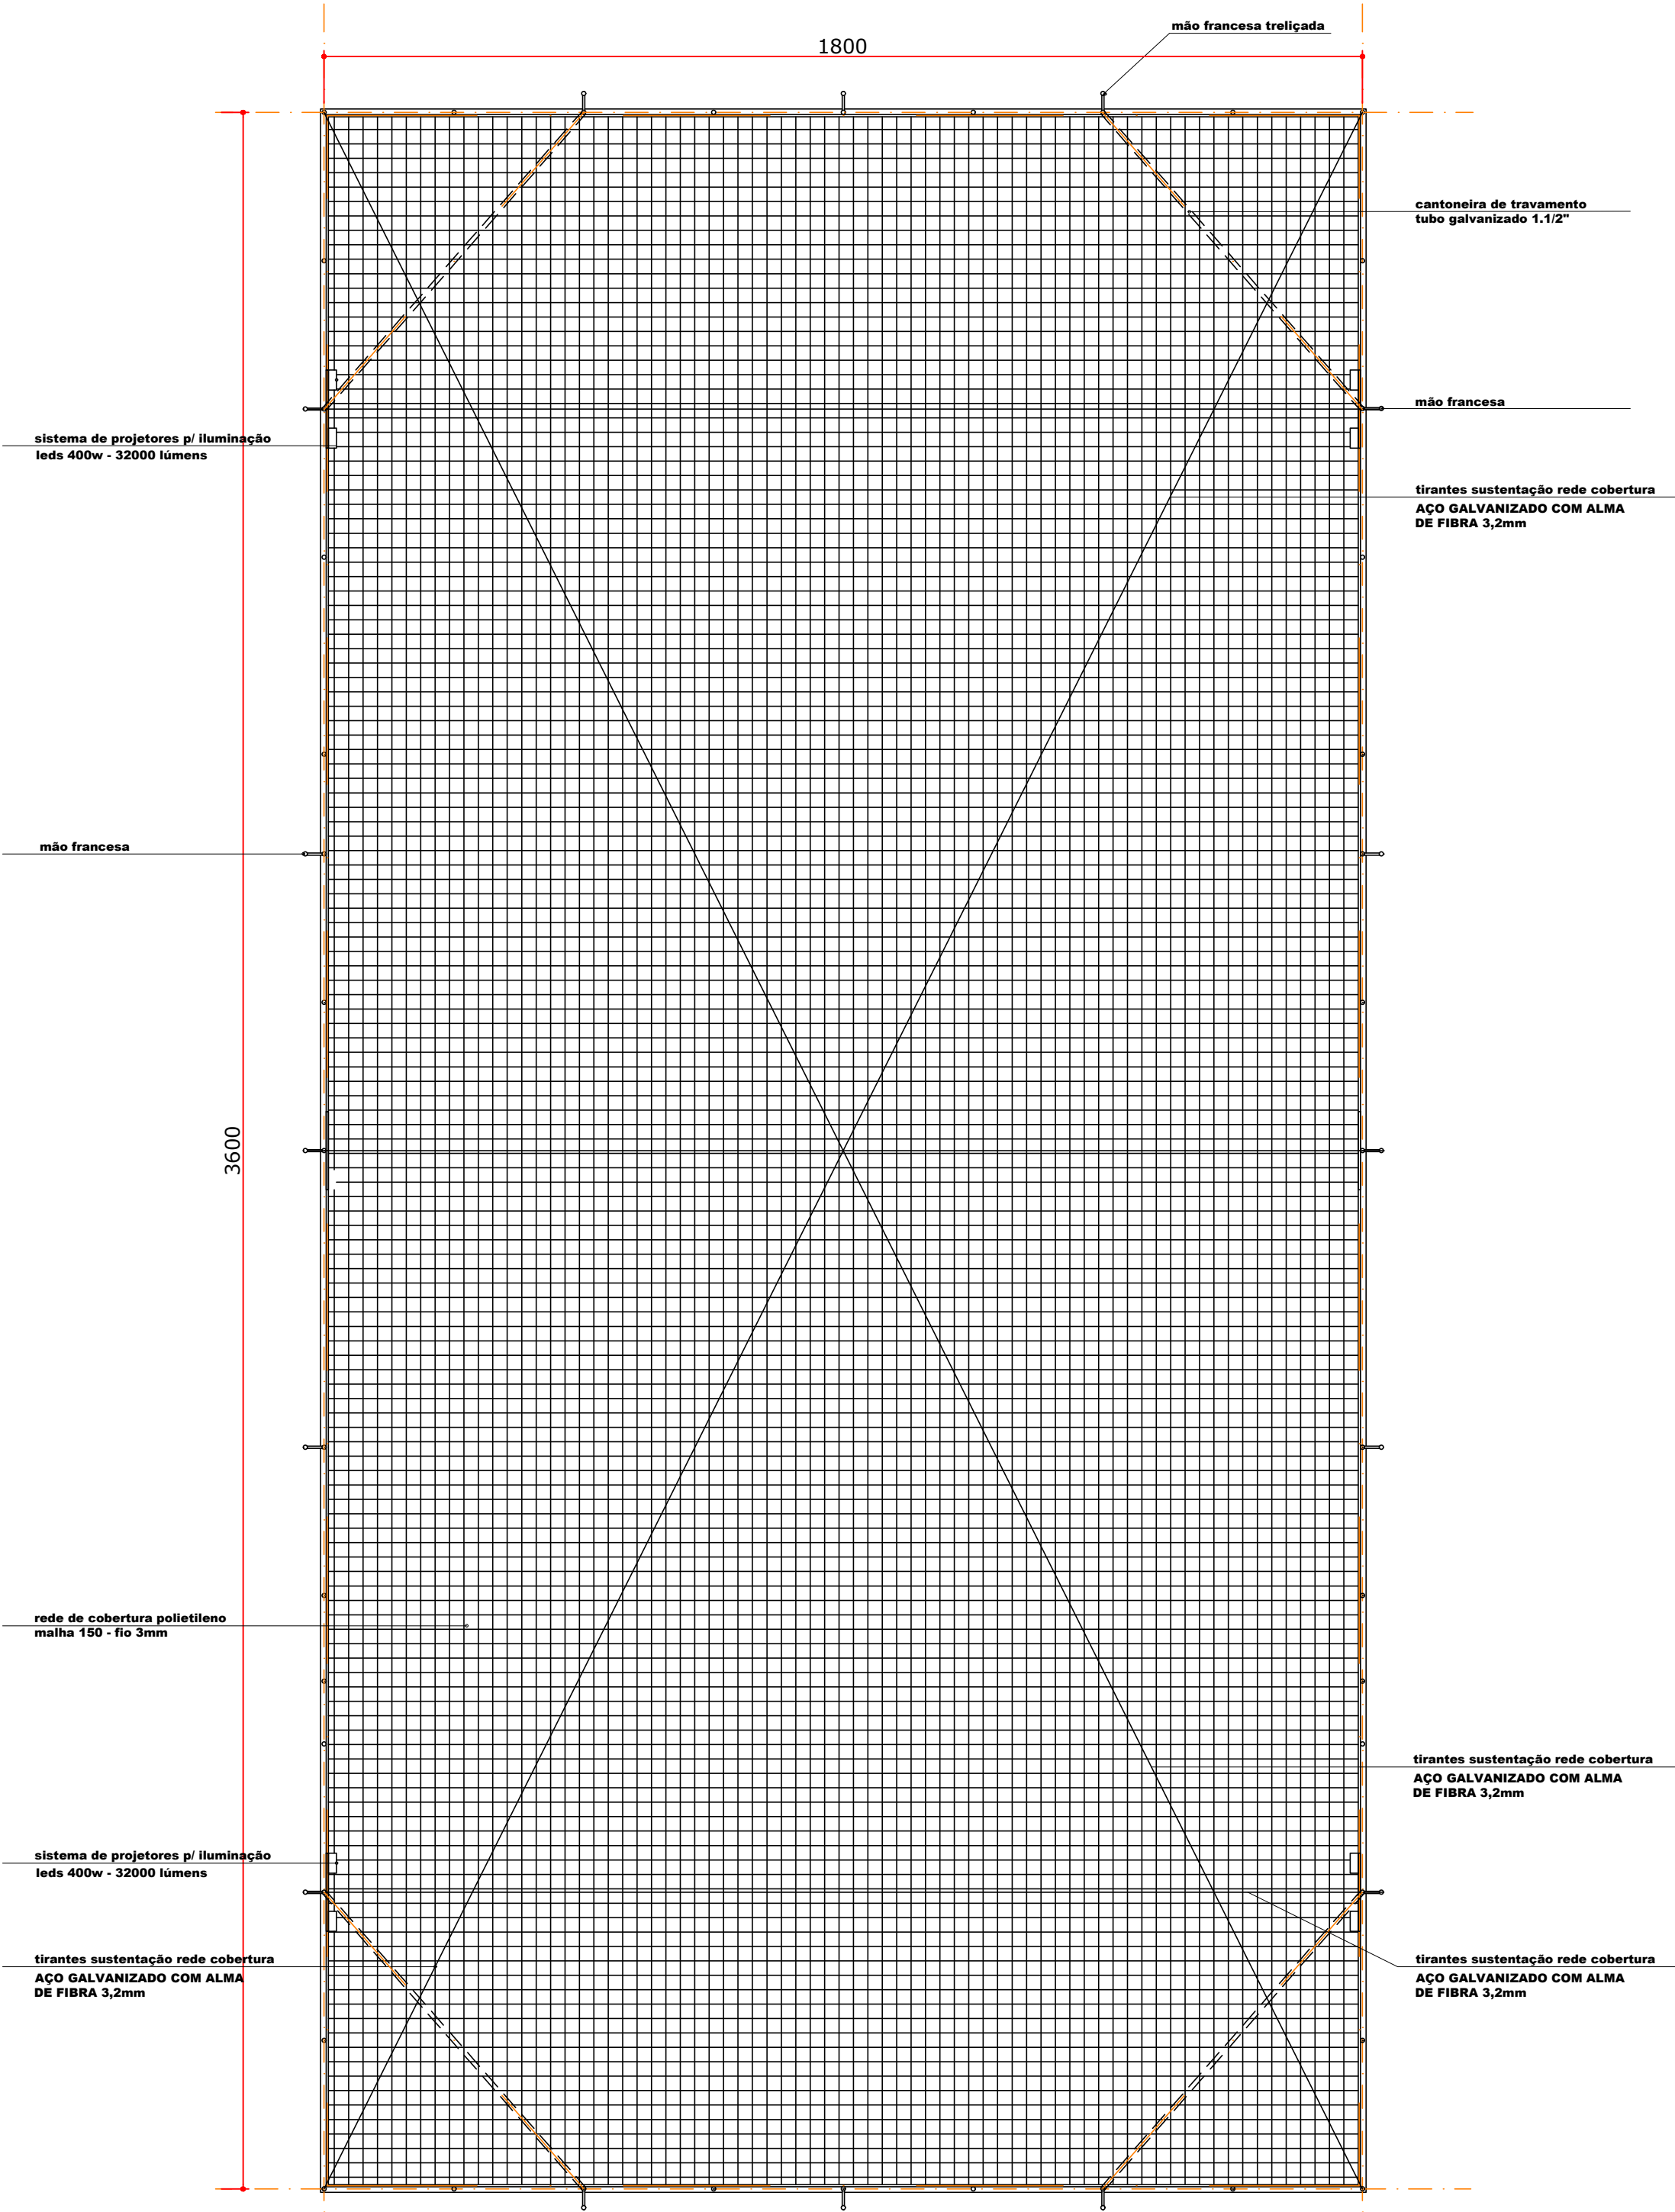 mão francesa treliçada
1800
cantoneira de travamento
tubo galvanizado 1.1/2"
mão francesa
sistema de projetores p/ iluminação
leds 400w - 32000 lúmens
tirantes sustentação rede cobertura
AÇO GALVANIZADO COM ALMA
DE FIBRA 3,2mm
mão francesa
3600
rede de cobertura polietileno
malha 150 - fio 3mm
tirantes sustentação rede cobertura
AÇO GALVANIZADO COM ALMA
DE FIBRA 3,2mm
sistema de projetores p/ iluminação
leds 400w - 32000 lúmens
tirantes sustentação rede cobertura
AÇO GALVANIZADO COM ALMA
DE FIBRA 3,2mm
tirantes sustentação rede cobertura
AÇO GALVANIZADO COM ALMA
DE FIBRA 3,2mm